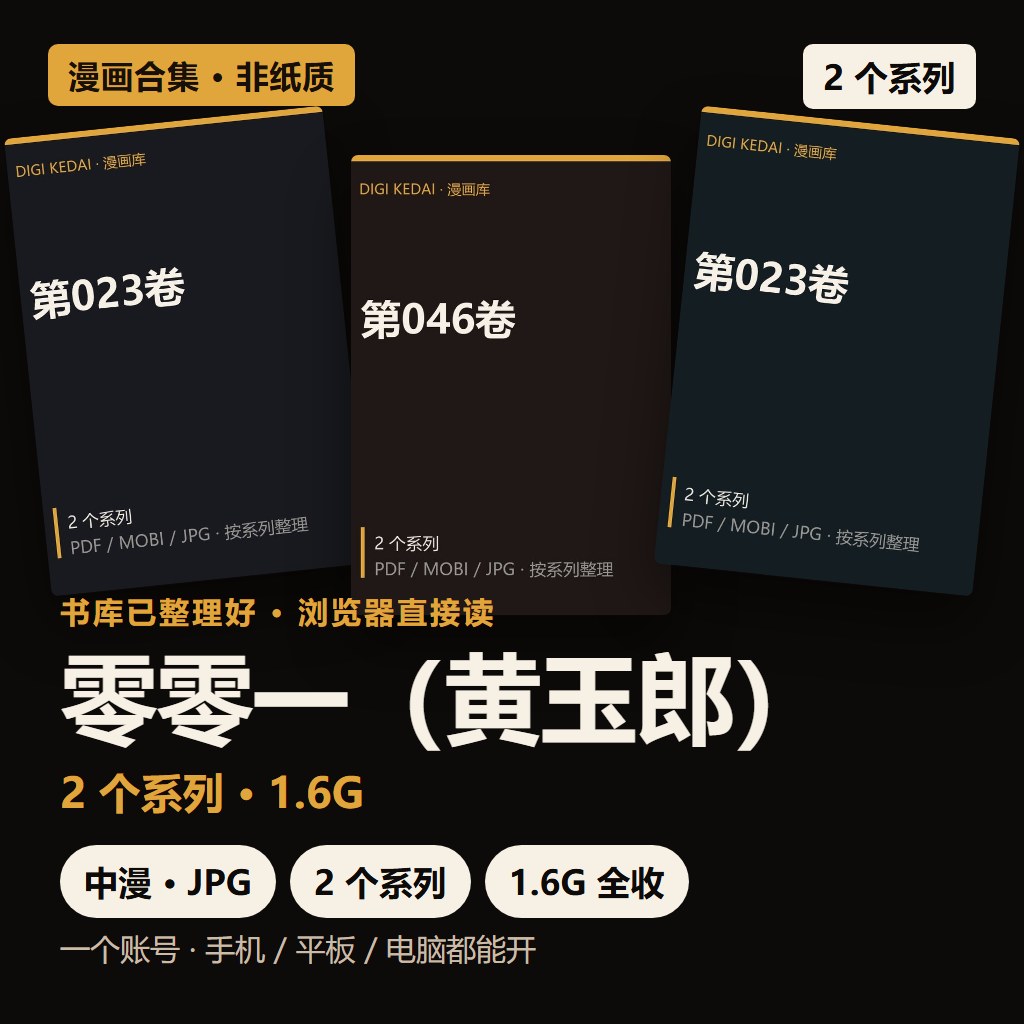 漫画合集 • 非纸质
2 个系列
DIGI KEDAI · 漫画库
第023卷
2 个系列
PDF / MOBI / JPG · 按系列整理
DIGI KEDAI · 漫画库
第046卷
2 个系列
PDF / MOBI / JPG · 按系列整理
DIGI KEDAI · 漫画库
第023卷
2 个系列
PDF / MOBI / JPG · 按系列整理
书库已整理好 • 浏览器直接读
零零一（黄玉郎）
2 个系列 • 1.6G
中漫 • JPG
2 个系列
1.6G 全收
一个账号 · 手机 / 平板 / 电脑都能开